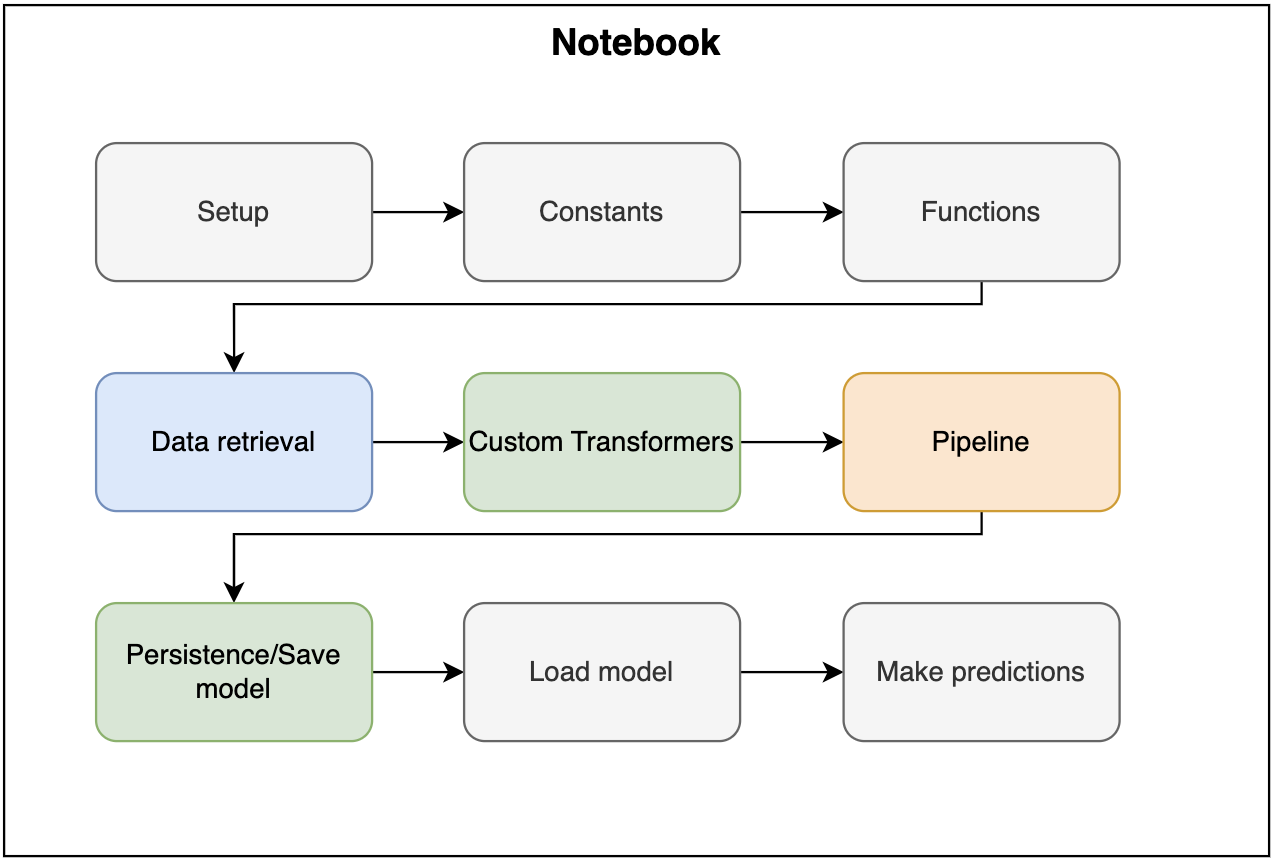 Notebook
Setup
Constants
Functions
Data retrieval
Custom Transformers
Pipeline
Persistence/Save
model
Load model
Make predictions